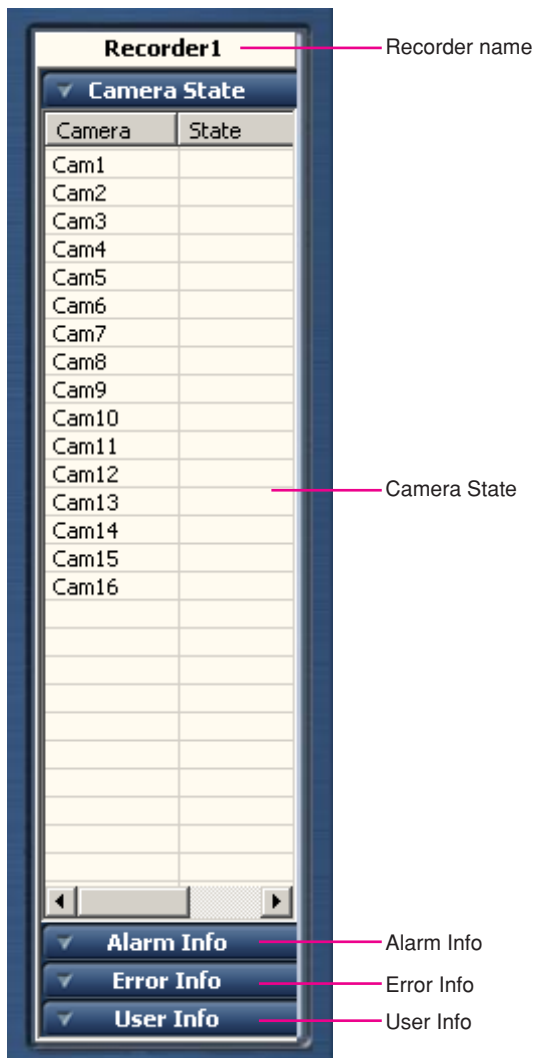 Recorder1 Recorder name
Camera State
Camera State
Cam1
Cam2
Cam3
Cam4
Cam5
Cam6
Cam7
Cam8
Cam9
Cam10
Cam11
Cam12
Cam13 Camera State
Cam14
Cam15
Cam16
Alarm Info Alarm Info
Error Info Error Info
User Info User Info